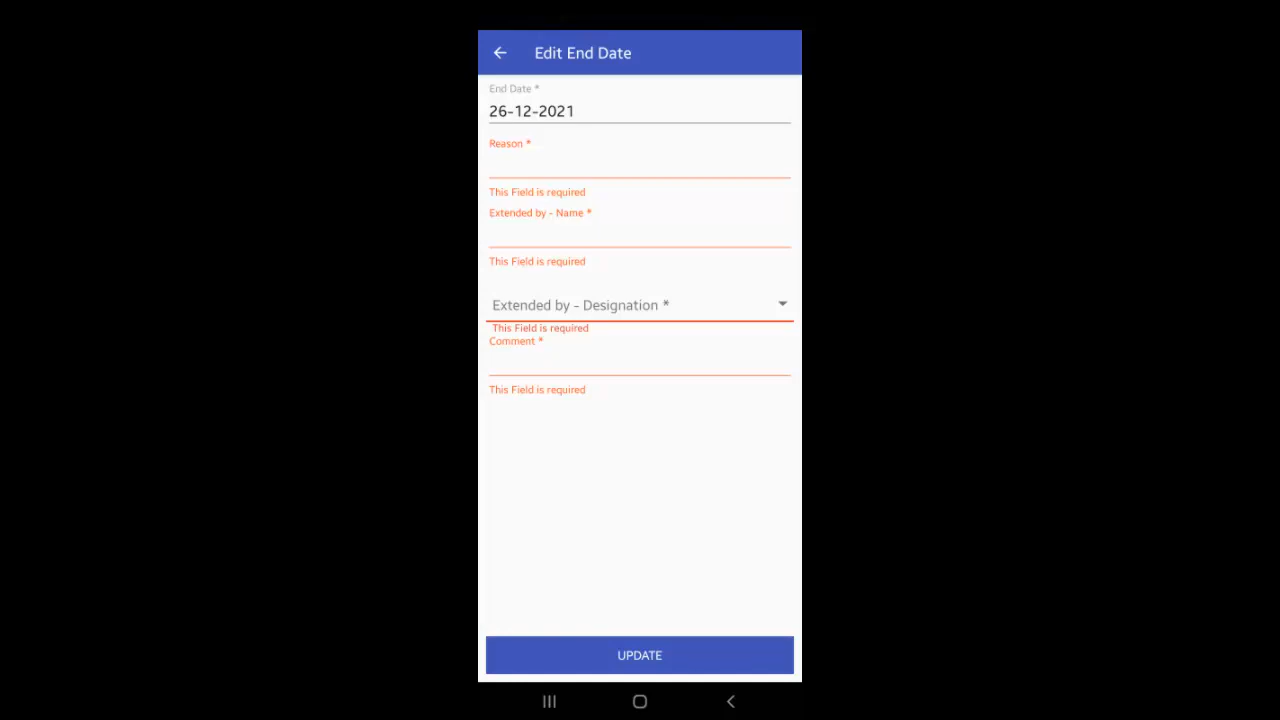 Edit End Date
End Date *
26-12-2021
Reason *
This Field is required
Extended by - Name *
This Field is required
Extended by - Designation *
This Field is required
Comment *
This Field is required
UPDATE